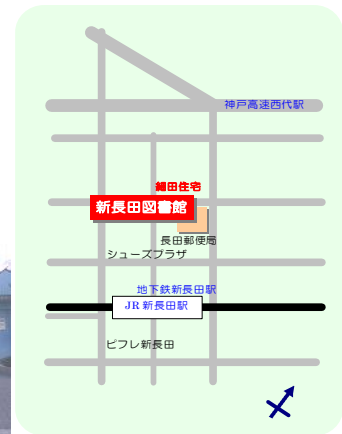 神戸高速西代駅
細田住宅
新長田図書館
長田郵便局
シューズプラザ
地下鉄新長田駅
JR新長田駅
ピフレ新長田